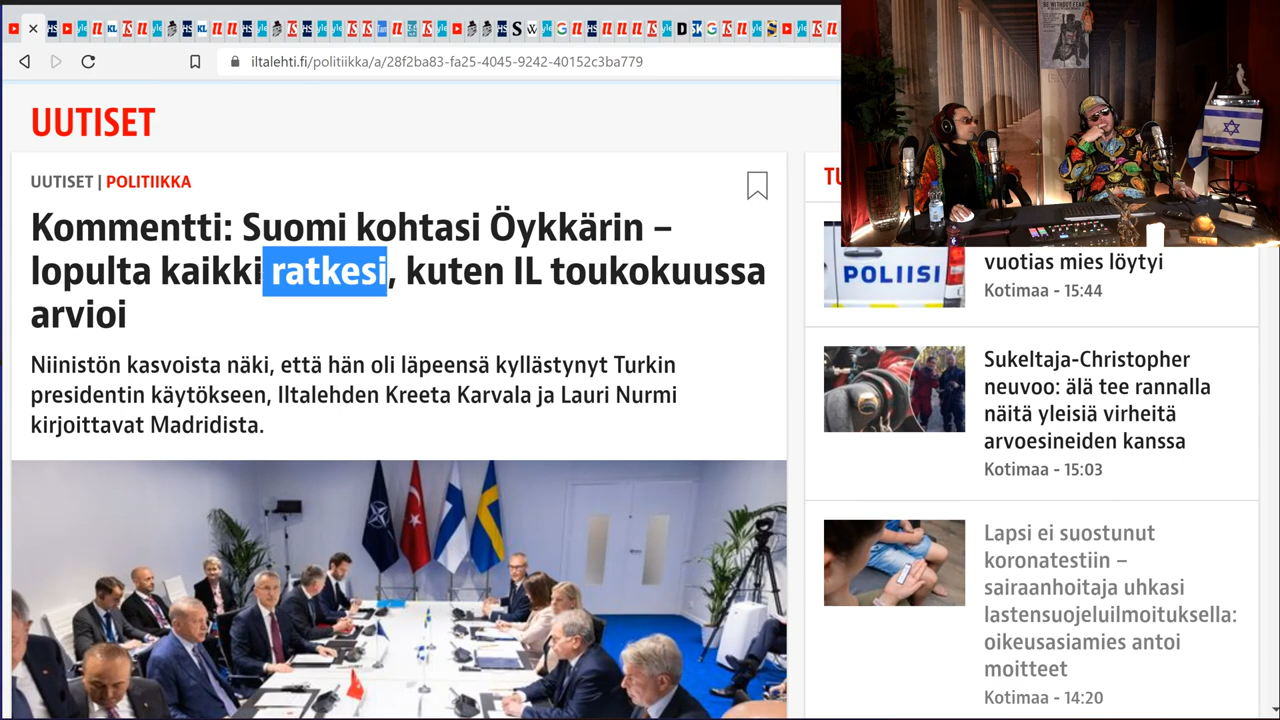 iltalehti.fi/politiikka/a/28f2ba83-fa25-4045-9242-40152c3ba779
UUTISET
UUTISET | POLITIIKKA
Kommentti: Suomi kohtasi Öykkärin –
lopulta kaikki ratkesi, kuten IL toukokuussa
arvioi
Niinistön kasvoista näki, että hän oli läpeensä kyllästynyt Turkin
presidentin käytökseen, Iltalehden Kreeta Karvala ja Lauri Nurmi
kirjoittavat Madridista.
BE WITHOUT FEAR
POLIISI
vuotias mies löytyi
Kotimaa - 15:44
Sukeltaja-Christopher
neuvoo: älä tee rannalla
näitä yleisiä virheitä
arvoesineiden kanssa
Kotimaa - 15:03
Lapsi ei suostunut
koronatestiin –
sairaanhoitaja uhkasi
lastensuojeluilmoituksella:
oikeusasiamies antoi
moitteet
Kotimaa - 14:20